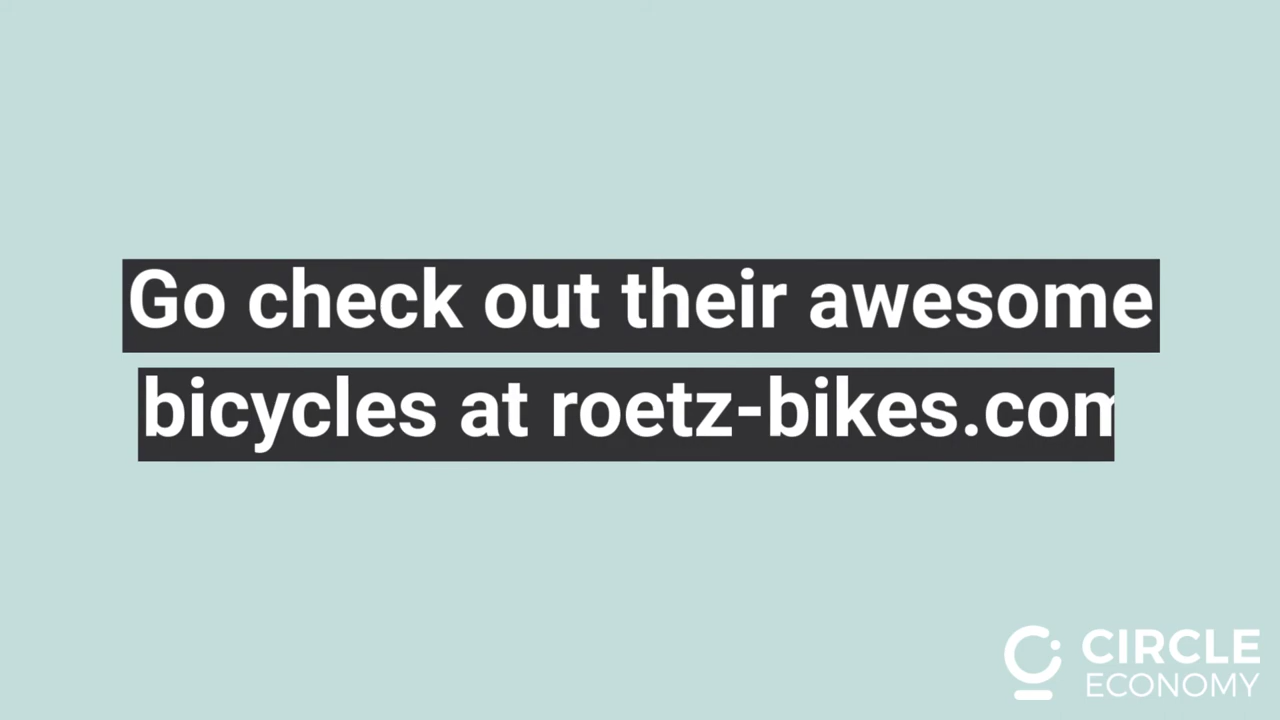 Go check out their awesome
bicycles at roetz-bikes.com
CIRCLE
ECONOMY